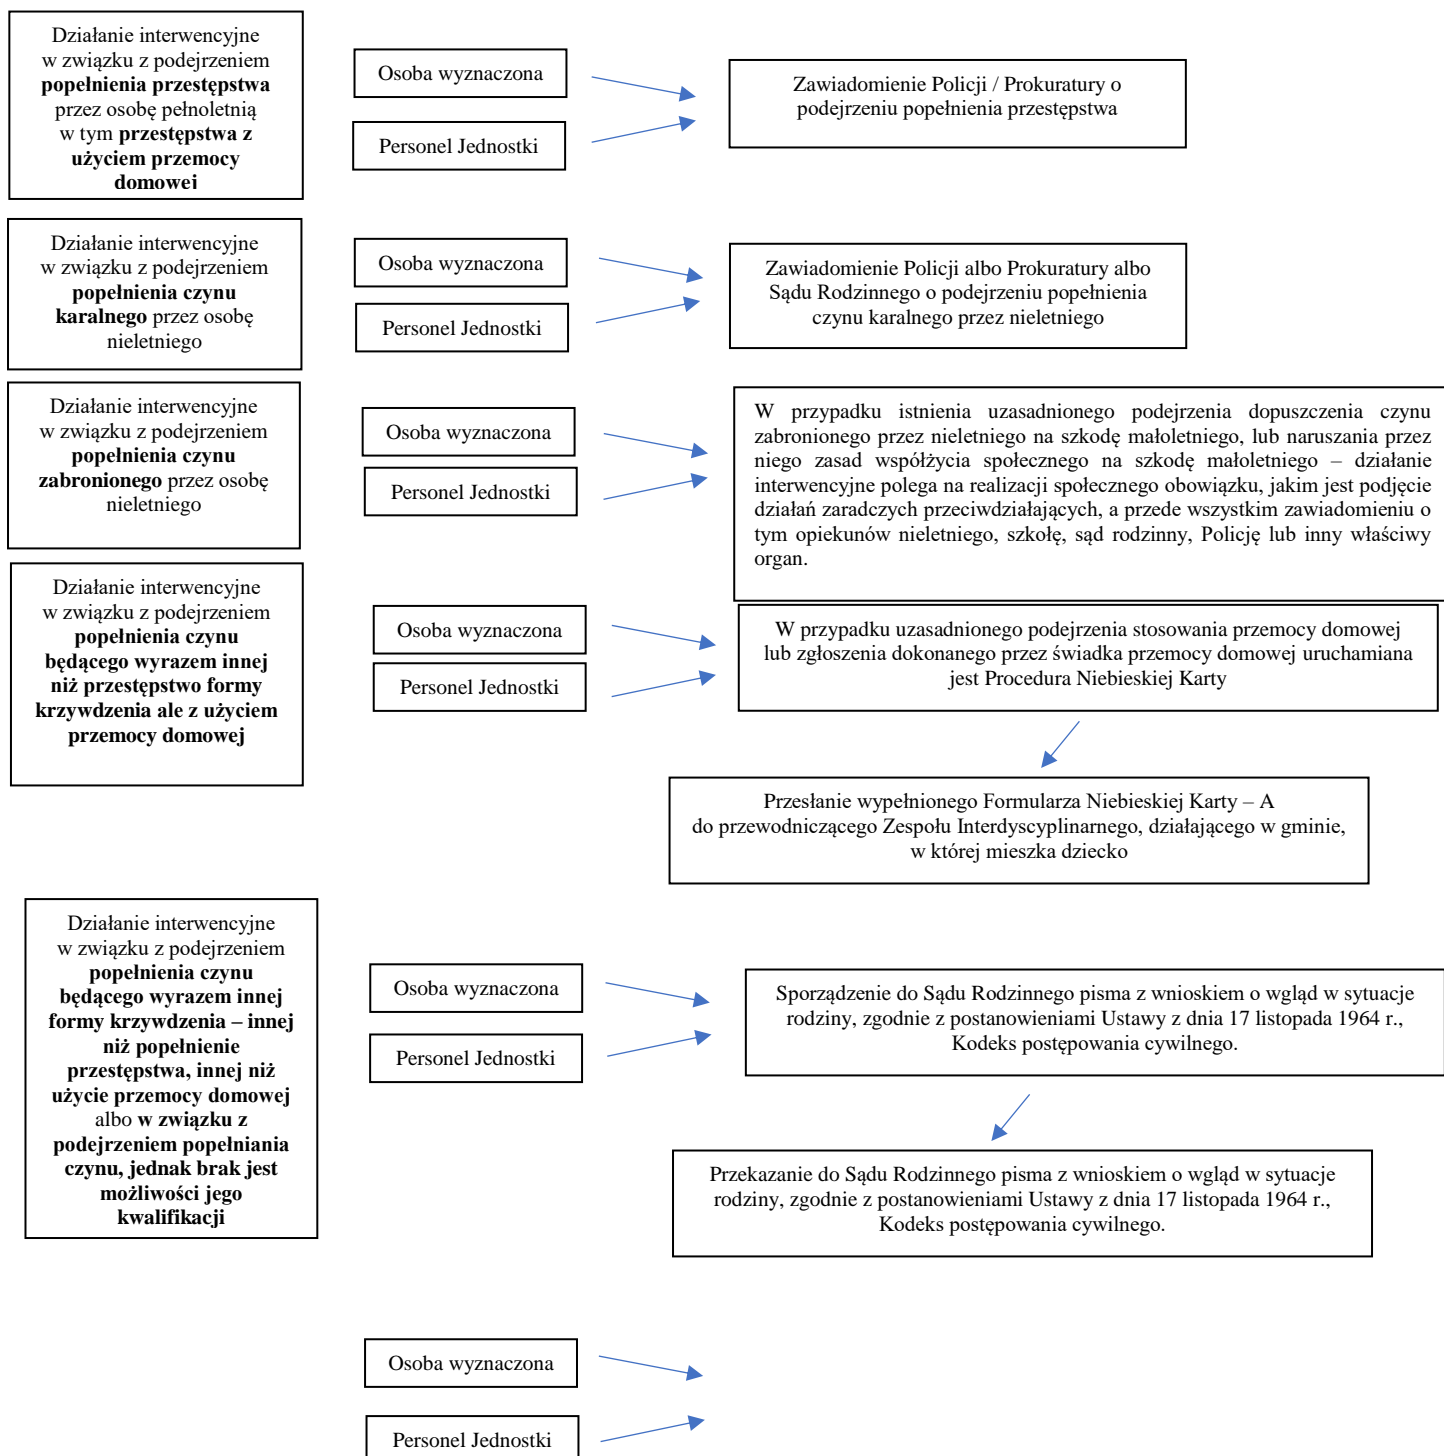 Działanie interwencyjne
w związku z podejrzeniem
popełnienia przestępstwa
przez osobę pełnoletnią
w tym przestępstwa z
użyciem przemocy
domowej
Osoba wyznaczona
Personel Jednostki
Zawiadomienie Policji / Prokuratury o
podejrzeniu popełnienia przestępstwa
Działanie interwencyjne
w związku z podejrzeniem
popełnienia czynu
karalnego przez osobę
nieletniego
Osoba wyznaczona
Personel Jednostki
Zawiadomienie Policji albo Prokuratury albo
Sądu Rodzinnego o podejrzeniu popełnienia
czynu karalnego przez nieletniego
Działanie interwencyjne
w związku z podejrzeniem
popełnienia czynu
zabronionego przez osobę
nieletniego
Osoba wyznaczona
Personel Jednostki
W przypadku istnienia uzasadnionego podejrzenia dopuszczenia czynu
zabronionego przez nieletniego na szkodę małoletniego, lub naruszania przez
niego zasad współżycia społecznego na szkodę małoletniego – działanie
interwencyjne polega na realizacji społecznego obowiązku, jakim jest podjęcie
działań zaradczych przeciwdziałających, a przede wszystkim zawiadomieniu o
tym opiekunów nieletniego, szkołę, sąd rodzinny, Policję lub inny właściwy
organ.
Działanie interwencyjne
w związku z podejrzeniem
popełnienia czynu
będącego wyrazem innej
niż przestępstwo formy
krzywdzenia ale z użyciem
przemocy domowej
Osoba wyznaczona
Personel Jednostki
W przypadku uzasadnionego podejrzenia stosowania przemocy domowej
lub zgłoszenia dokonanego przez świadka przemocy domowej uruchamiana
jest Procedura Niebieskiej Karty
Przesłanie wypełnionego Formularza Niebieskiej Karty – A
do przewodniczącego Zespołu Interdyscyplinarnego, działającego w gminie,
w której mieszka dziecko
Działanie interwencyjne
w związku z podejrzeniem
popełnienia czynu
będącego wyrazem innej
formy krzywdzenia – innej
niż popełnienie
przestępstwa, innej niż
użycie przemocy domowej
albo w związku z
podejrzeniem popełniania
czynu, jednak brak jest
możliwości jego
kwalifikacji
Osoba wyznaczona
Personel Jednostki
Sporządzenie do Sądu Rodzinnego pisma z wnioskiem o wgląd w sytuacje
rodziny, zgodnie z postanowieniami Ustawy z dnia 17 listopada 1964 r.,
Kodeks postępowania cywilnego.
Przekazanie do Sądu Rodzinnego pisma z wnioskiem o wgląd w sytuacje
rodziny, zgodnie z postanowieniami Ustawy z dnia 17 listopada 1964 r.,
Kodeks postępowania cywilnego.
Osoba wyznaczona
Personel Jednostki